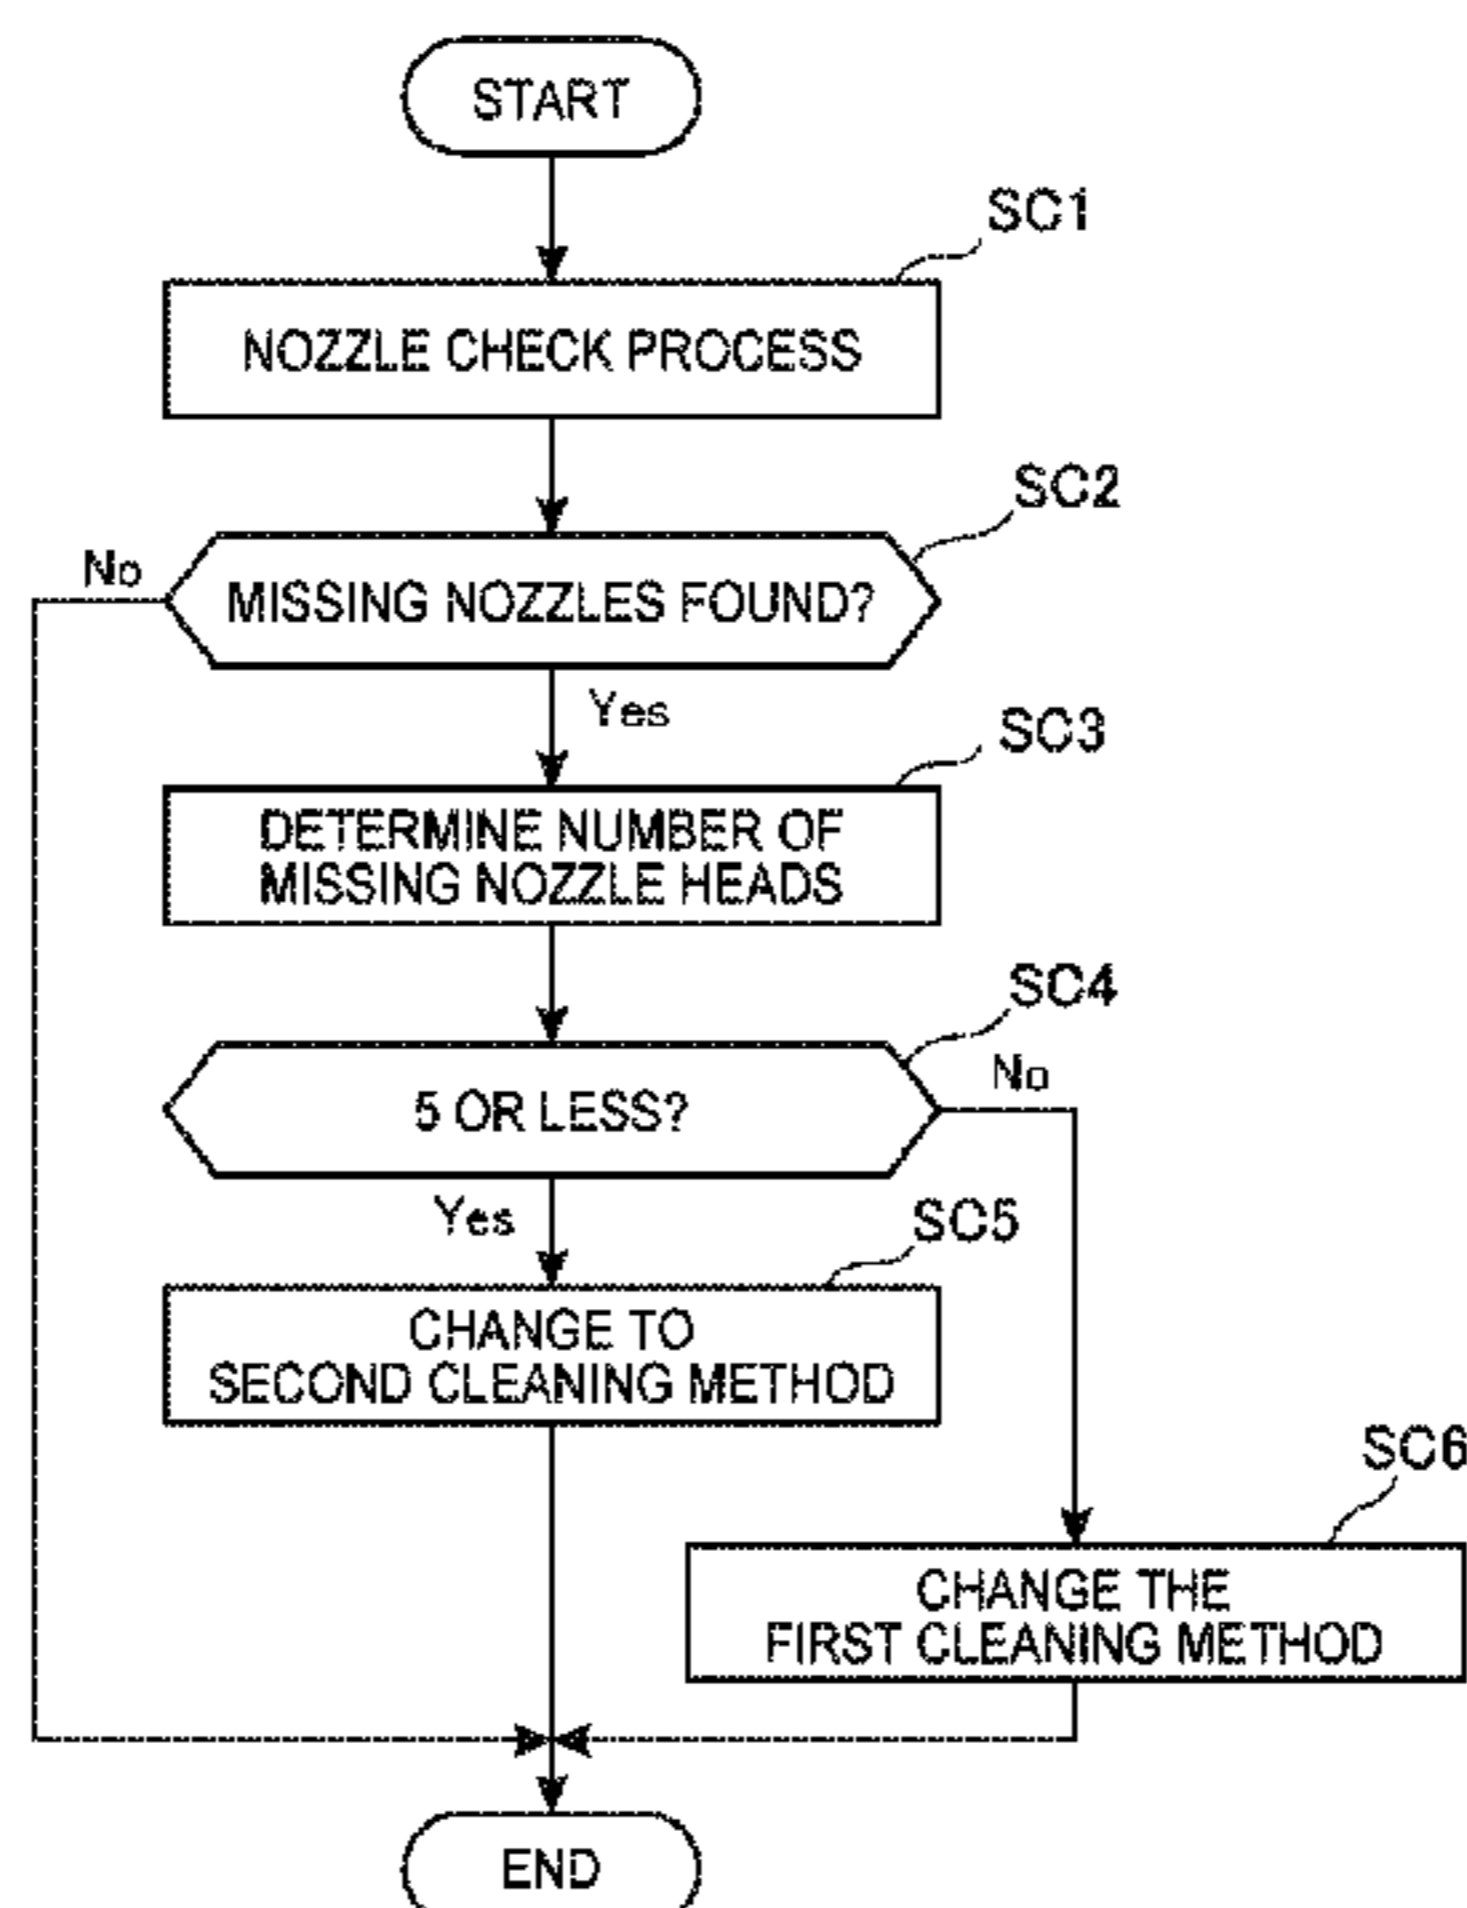 START
SC1
NOZZLE CHECK PROCESS
SC2
No
MISSING NOZZLES FOUND?
Yes
SC3
DETERMINE NUMBER OF
MISSING NOZZLE HEADS
SC4
No
5 OR LESS?
Yes
SC5
CHANGE TO
SECOND CLEANING METHOD
SC6
CHANGE THE
FIRST CLEANING METHOD
END